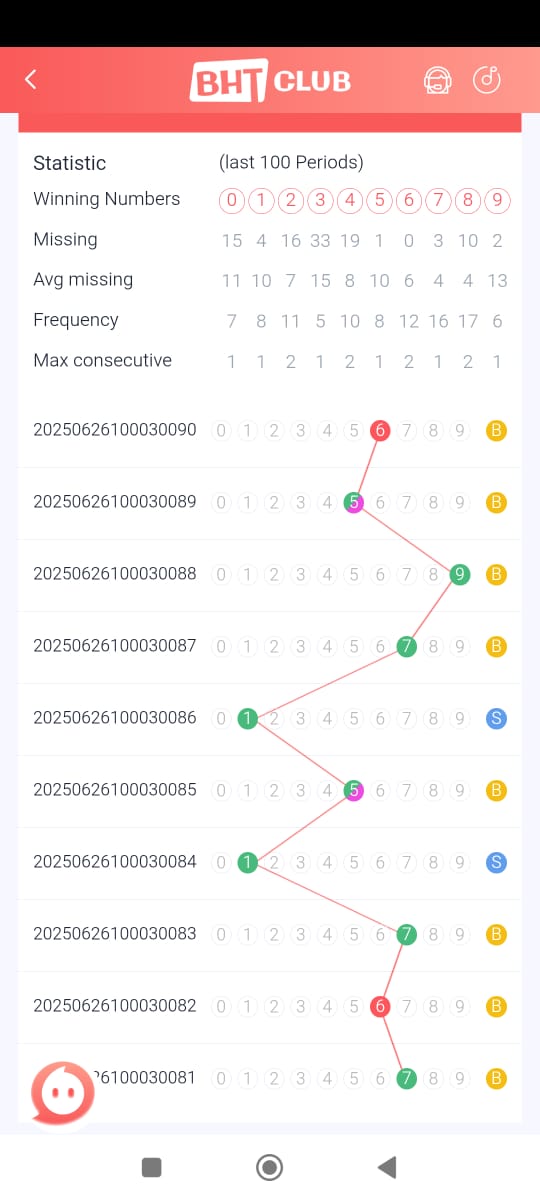 BHT CLUB
Statistic (last 100 Periods)
Winning Numbers 0 1 2 3 4 5 6 7 8 9
Missing 15 4 16 33 19 1 0 3 10 2
Avg missing 11 10 7 15 8 10 6 4 4 13
Frequency 7 8 11 5 10 8 12 16 17 6
Max consecutive 1 1 2 1 2 1 2 1 2 1
20250626100030090 0 1 2 3 4 5 6 7 8 9 B
20250626100030089 0 1 2 3 4 5 6 7 8 9 B
20250626100030088 0 1 2 3 4 5 6 7 8 9 B
20250626100030087 0 1 2 3 4 5 6 7 8 9 B
20250626100030086 0 1 2 3 4 5 6 7 8 9 S
20250626100030085 0 1 2 3 4 5 6 7 8 9 B
20250626100030084 0 1 2 3 4 5 6 7 8 9 S
20250626100030083 0 1 2 3 4 5 6 7 8 9 B
20250626100030082 0 1 2 3 4 5 6 7 8 9 B
6100030081 0 1 2 3 4 5 6 7 8 9 B